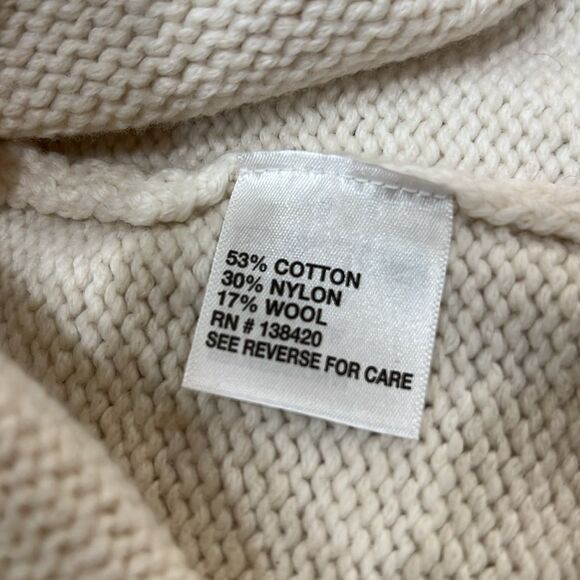 53% COTTON
30% NYLON
17% WOOL
RN # 138420
SEE REVERSE FOR CARE